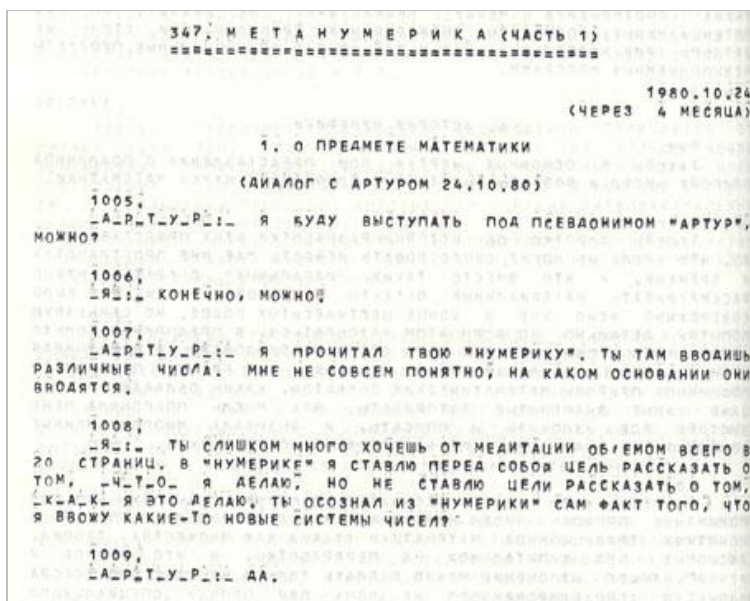 347. М Е Т А Н У М Е Р И К А (ЧАСТЬ 1)
=======================================
1980.10.24
(ЧЕРЕЗ 4 МЕСЯЦА)
1. О ПРЕДМЕТЕ МАТЕМАТИКИ
(ДИАЛОГ С АРТУРОМ 24.10.80)
1005.
_А_Р_Т_У_Р_:_ Я БУДУ ВЫСТУПАТЬ ПОД ПСЕВДОНИМОМ "АРТУР",
МОЖНО?
1006.
_Я_:_ КОНЕЧНО, МОЖНО.
1007.
_А_Р_Т_У_Р_:_ Я ПРОЧИТАЛ ТВОЮ "НУМЕРИКУ". ТЫ ТАМ ВВОДИШЬ
РАЗЛИЧНЫЕ ЧИСЛА. МНЕ НЕ СОВСЕМ ПОНЯТНО, НА КАКОМ ОСНОВАНИИ ОНИ
ВВОДЯТСЯ.
1008.
_Я_:_ ТЫ СЛИШКОМ МНОГО ХОЧЕШЬ ОТ МЕДИТАЦИИ ОБ'ЕМОМ ВСЕГО В
20 СТРАНИЦ. В "НУМЕРИКЕ" Я СТАВЛЮ ПЕРЕД СОБОЙ ЦЕЛЬ РАССКАЗАТЬ О
ТОМ, _Ч_Т_О_ Я ДЕЛАЮ, НО НЕ СТАВЛЮ ЦЕЛИ РАССКАЗАТЬ О ТОМ,
_К_А_К_ Я ЭТО ДЕЛАЮ. ТЫ ОСОЗНАЛ ИЗ "НУМЕРИКИ" САМ ФАКТ ТОГО, ЧТО
Я ВВОЖУ КАКИЕ-ТО НОВЫЕ СИСТЕМЫ ЧИСЕЛ?
1009.
_А_Р_Т_У_Р_:_ ДА.